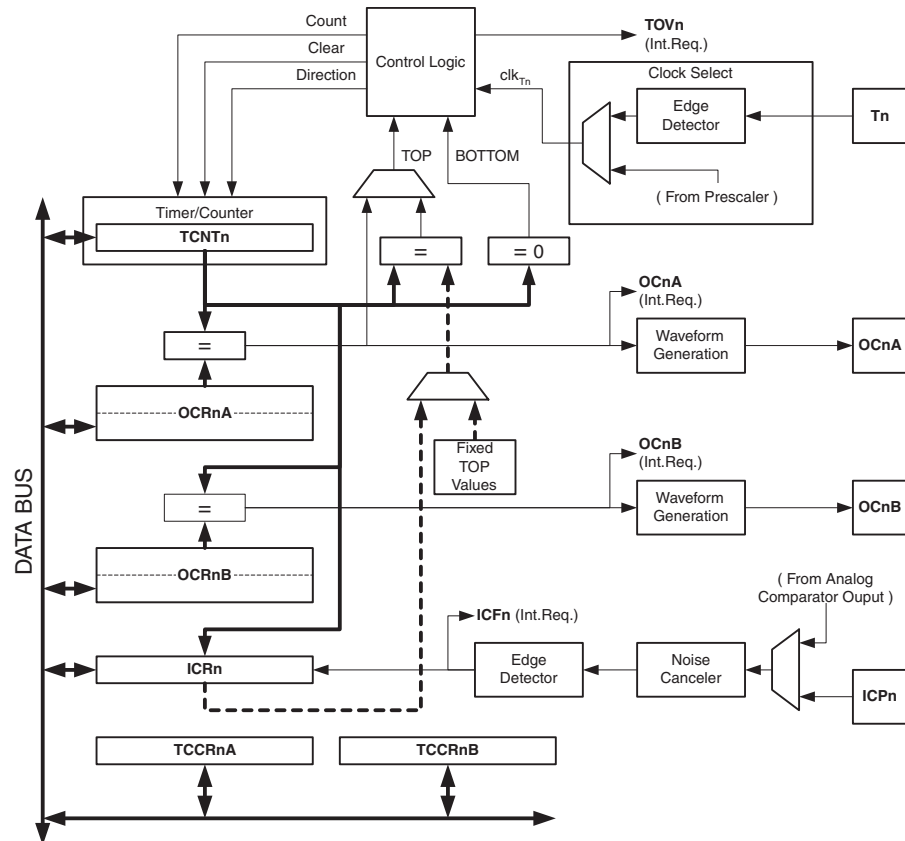 Count
Clear
Direction
Control Logic
TOVn
(Int.Req.)
clkTn
Clock Select
Edge
Detector
Tn
( From Prescaler )
TOP
BOTTOM
Timer/Counter
TCNTn
=
= 0
=
OCnA
(Int.Req.)
Waveform
Generation
OCnA
OCRnA
Fixed
TOP
Values
OCnB
(Int.Req.)
=
Waveform
Generation
OCnB
OCRnB
DATA BUS
( From Analog
Comparator Ouput )
ICFn (Int.Req.)
ICRn
Edge
Detector
Noise
Canceler
ICPn
TCCRnA
TCCRnB